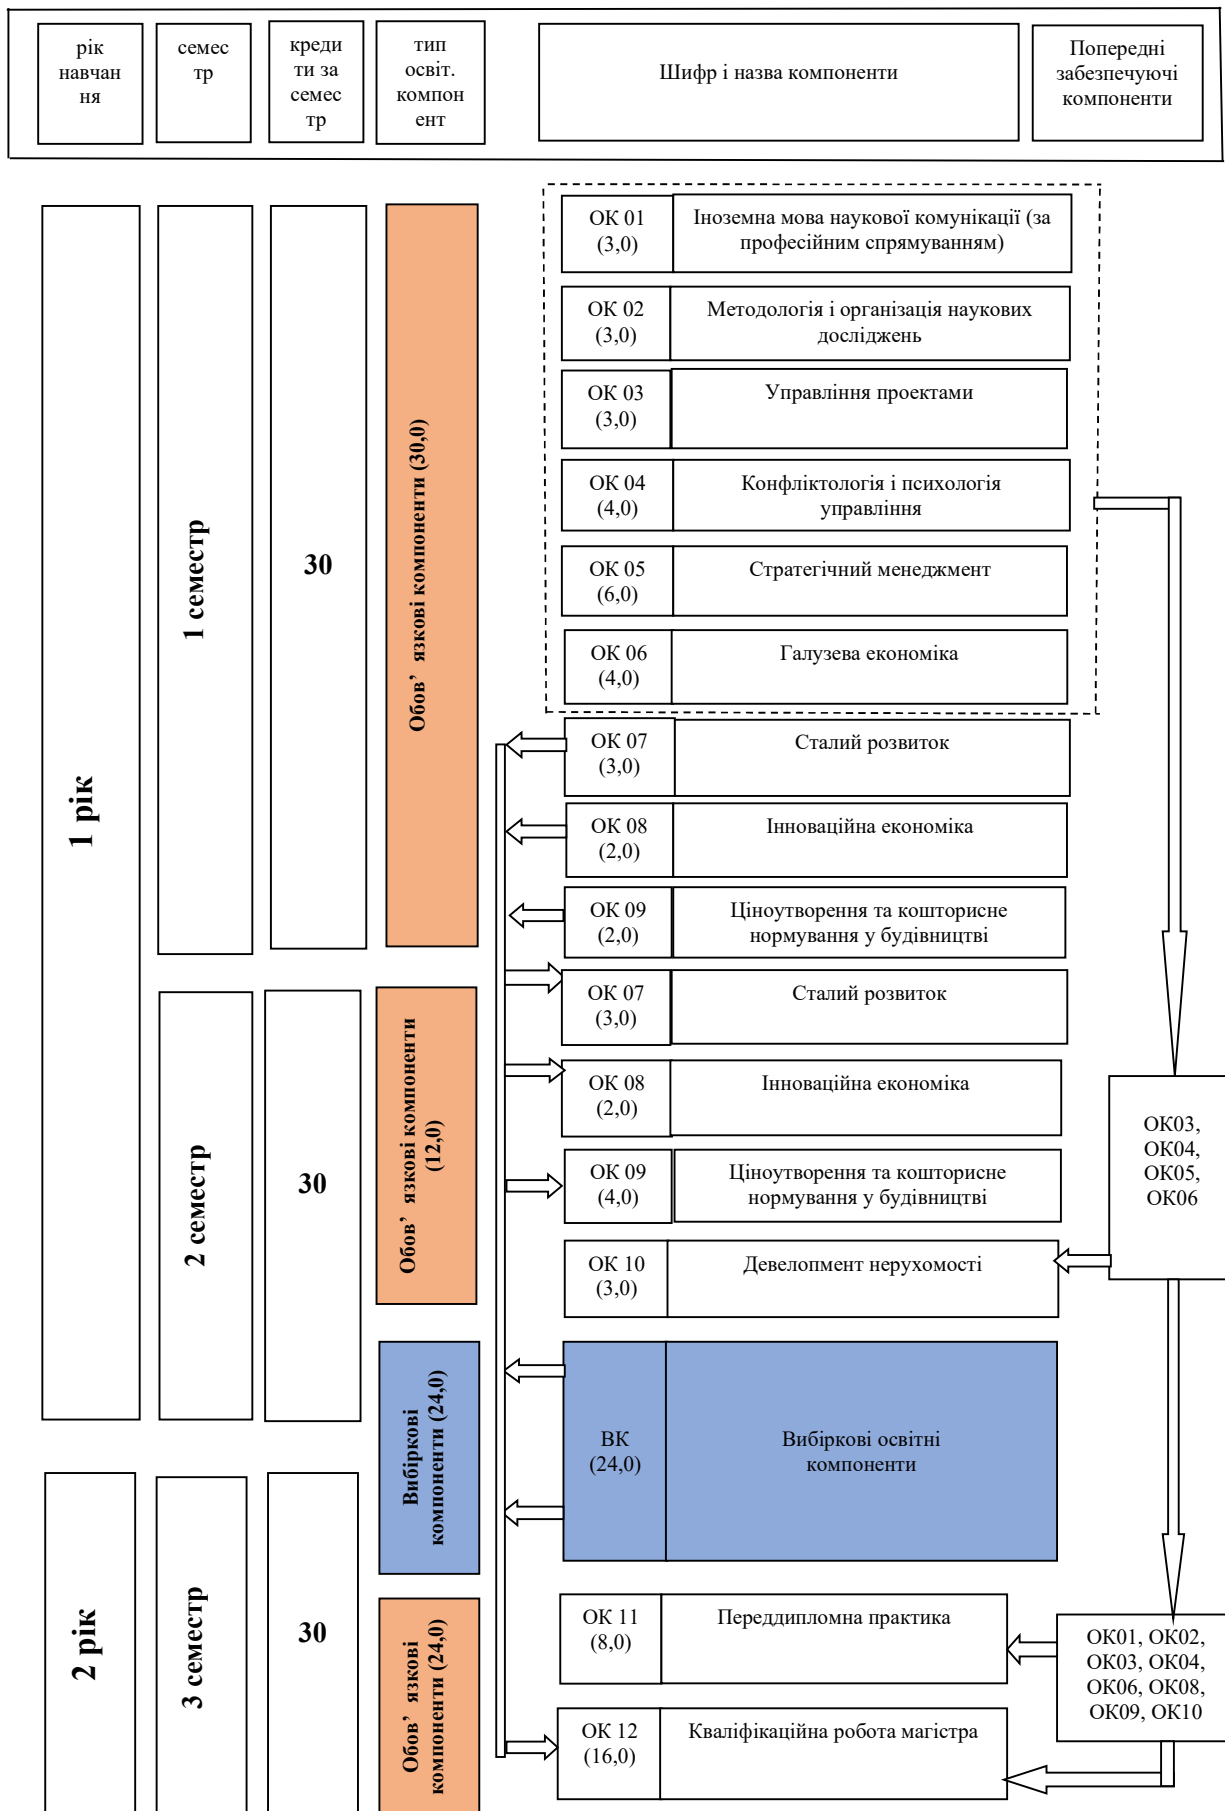 рік
навчан
ня
семес
тр
креди
ти за
семес
тр
тип
освіт.
компон
ент
Шифр і назва компоненти
Попередні
забезпечуючі
компоненти
1 рік
1 семестр
30
Обов’ язкові компоненти (30,0)
ОК 01
(3,0)
Іноземна мова наукової комунікації (за
професійним спрямуванням)
ОК 02
(3,0)
Методологія і організація наукових
досліджень
ОК 03
(3,0)
Управління проектами
ОК 04
(4,0)
Конфліктологія і психологія
управління
ОК 05
(6,0)
Стратегічний менеджмент
ОК 06
(4,0)
Галузева економіка
ОК 07
(3,0)
Сталий розвиток
ОК 08
(2,0)
Інноваційна економіка
ОК 09
(2,0)
Ціноутворення та кошторисне
нормування у будівництві
2 семестр
30
Обов’ язкові компоненти
(12,0)
ОК 07
(3,0)
Сталий розвиток
ОК 08
(2,0)
Інноваційна економіка
ОК 09
(4,0)
Ціноутворення та кошторисне
нормування у будівництві
ОК 10
(3,0)
Девелопмент нерухомості
ОК03,
ОК04,
ОК05,
ОК06
Вибіркові
компоненти (24,0)
ВК
(24,0)
Вибіркові освітні
компоненти
2 рік
3 семестр
30
Обов’ язкові
компоненти (24,0)
ОК 11
(8,0)
Переддипломна практика
ОК 12
(16,0)
Кваліфікаційна робота магістра
ОК01, ОК02,
ОК03, ОК04,
ОК06, ОК08,
ОК09, ОК10